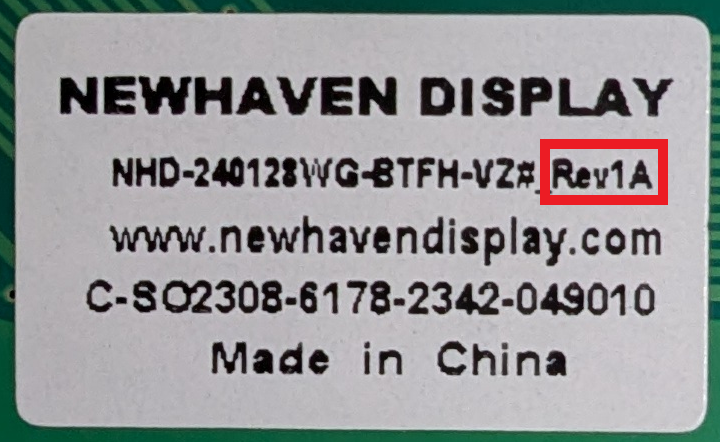 NEWHAVEN DISPLAY
NHD-240128WG-BTFH-VZ#_Rev1A
www.newhavendisplay.com
C-SO2308-6178-2342-049010
Made in China